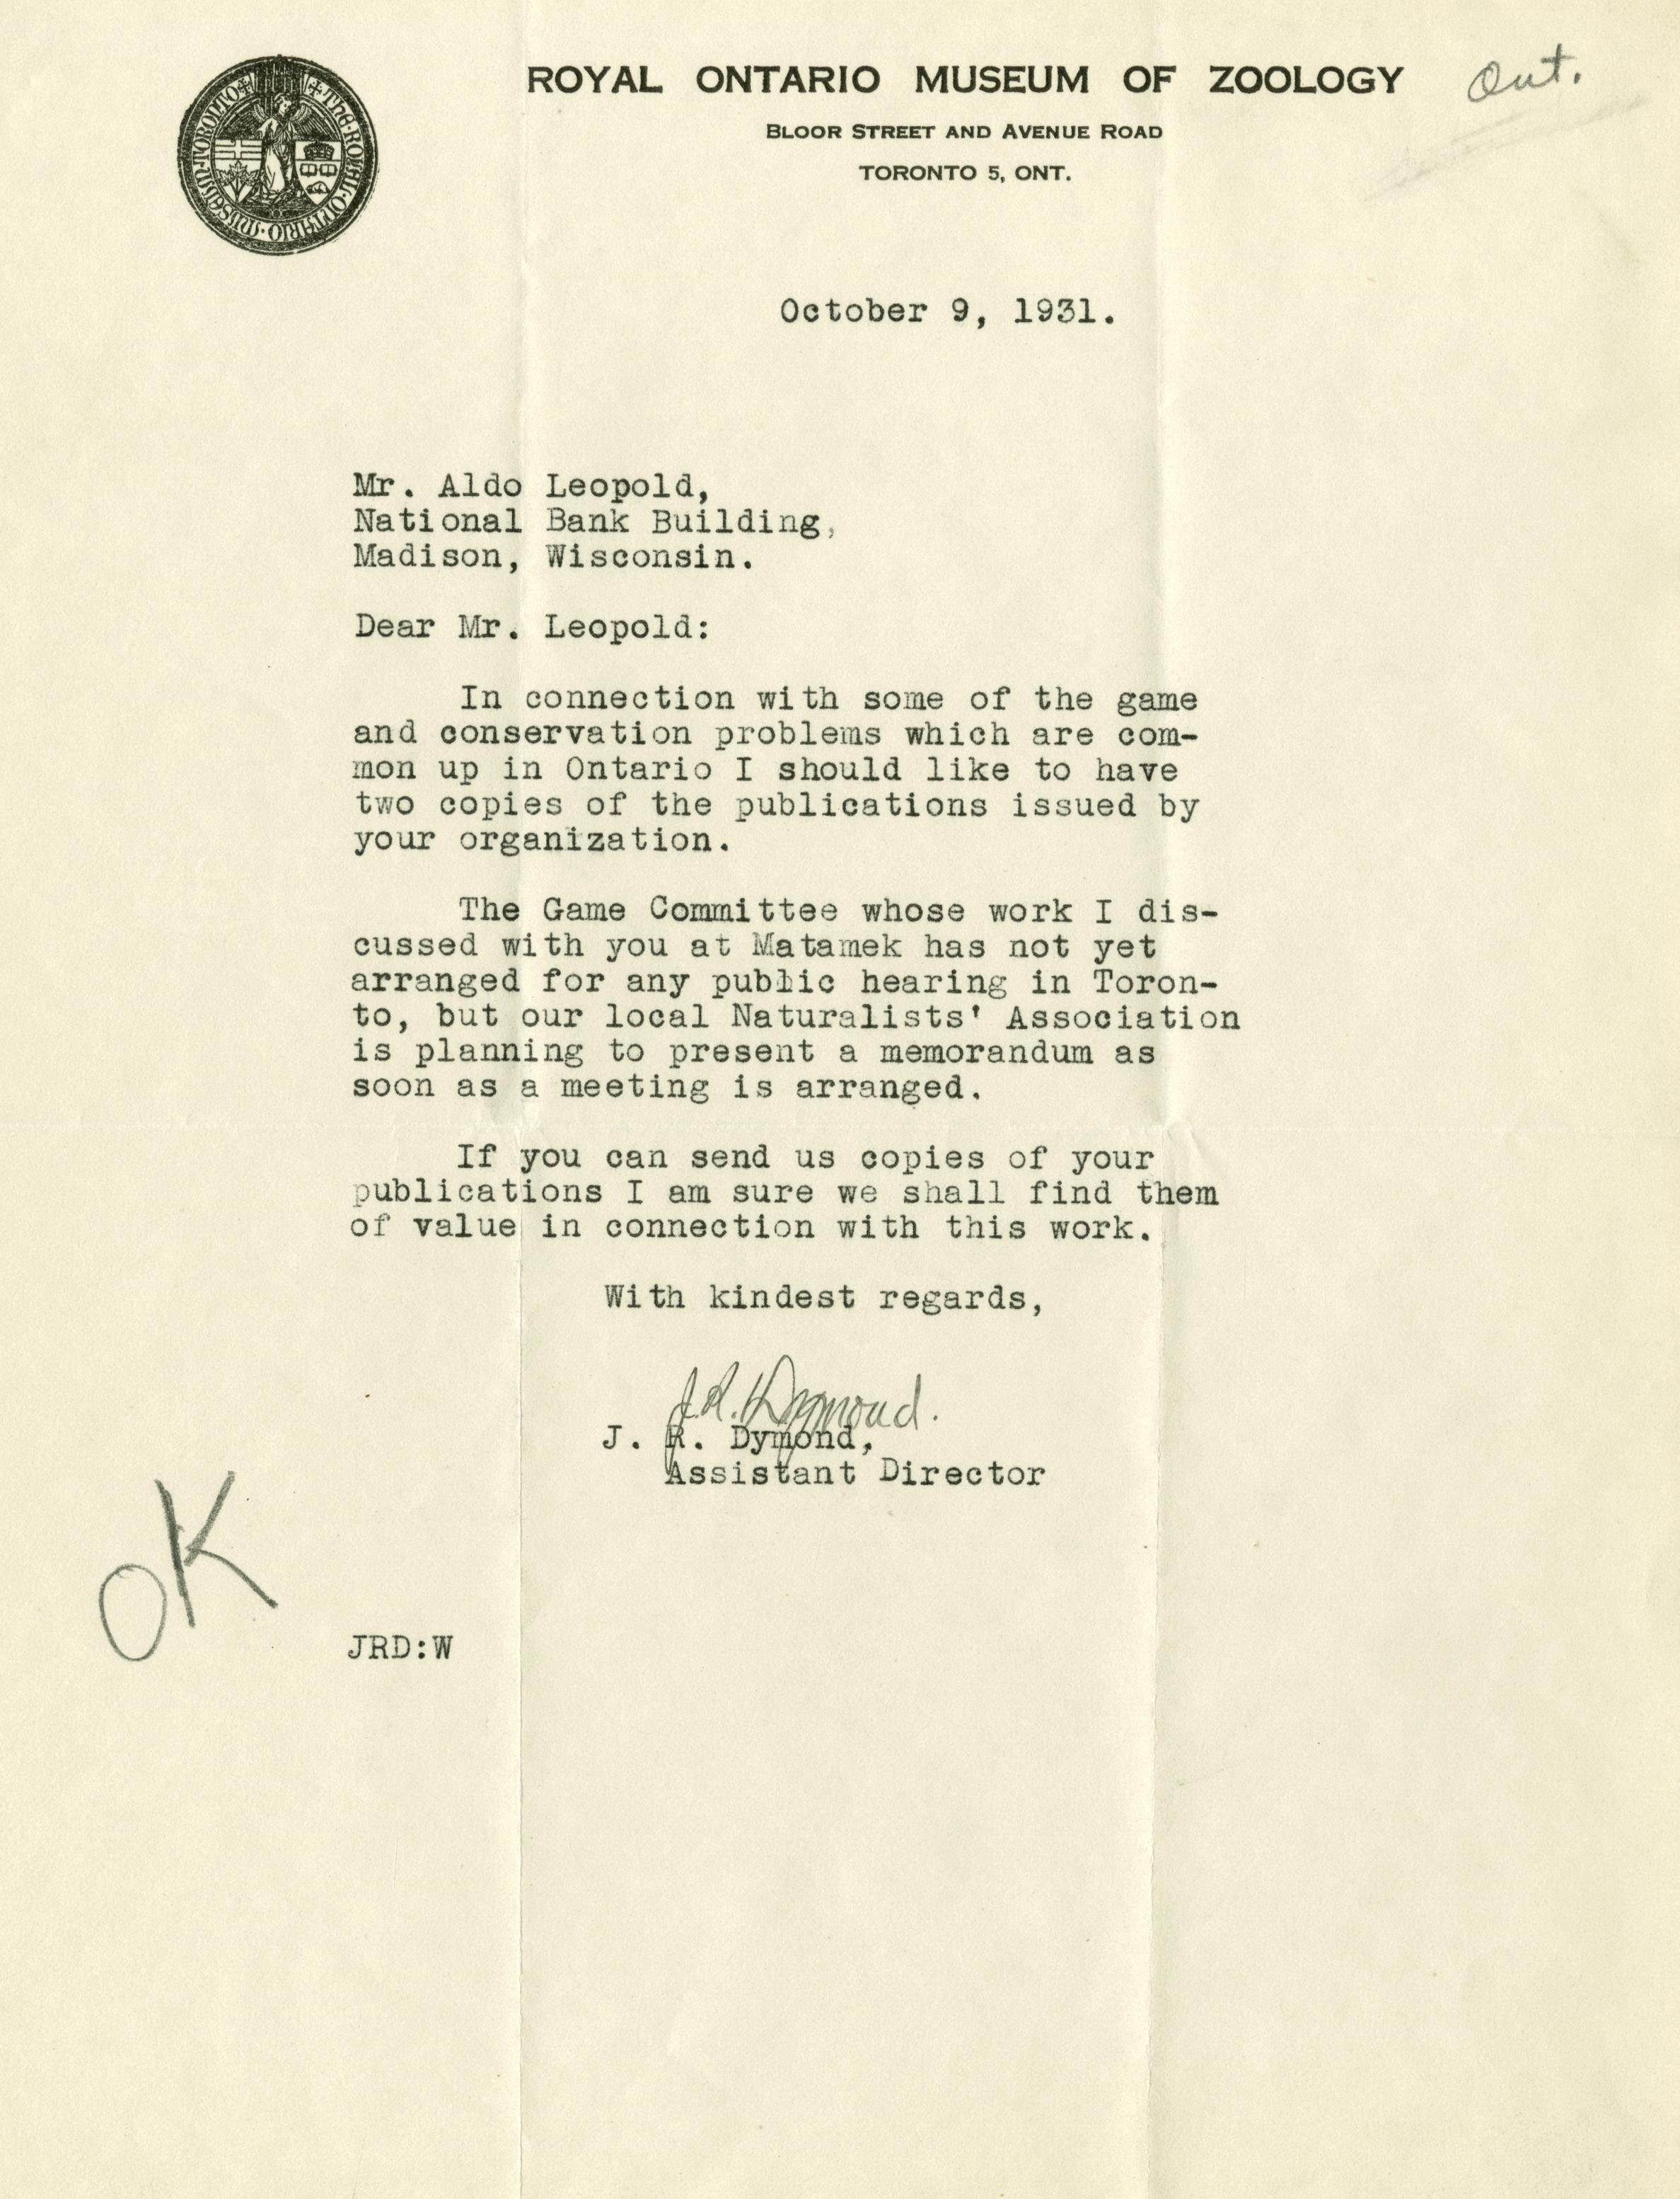 ROYAL ONTARIO MUSEUM OF ZOOLOGY
Ont.
BLOOR STREET AND AVENUE ROAD
TORONTO 5, ONT.
THE·ROYAL·ONTARIO·MUSEUM·TORONTO
October 9, 1931.
Mr. Aldo Leopold,
National Bank Building,
Madison, Wisconsin.
Dear Mr. Leopold:
In connection with some of the game
and conservation problems which are com-
mon up in Ontario I should like to have
two copies of the publications issued by
your organization.
The Game Committee whose work I dis-
cussed with you at Matamek has not yet
arranged for any public hearing in Toron-
to, but our local Naturalists' Association
is planning to present a memorandum as
soon as a meeting is arranged.
If you can send us copies of your
publications I am sure we shall find them
of value in connection with this work.
With kindest regards,
J.R. Dymond.
J. R. Dymond,
Assistant Director
OK
JRD:W